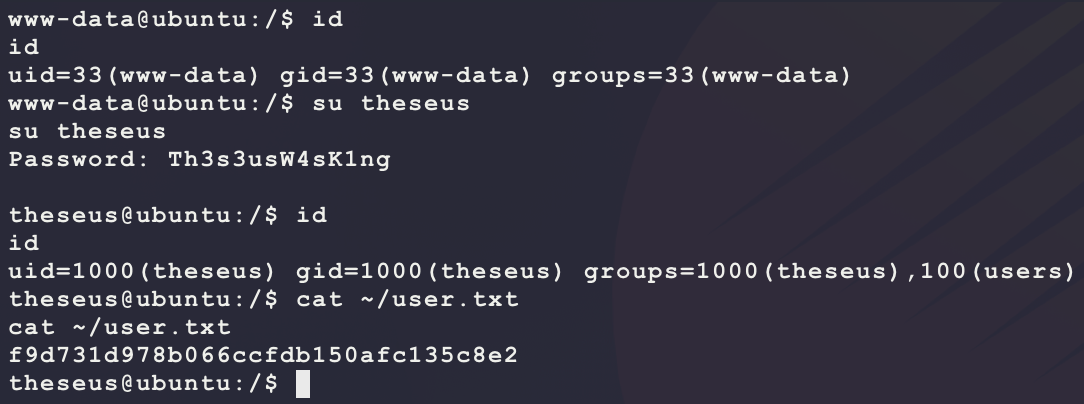 www-data@ubuntu:/$ id
id
uid=33(www-data) gid=33(www-data) groups=33(www-data)
www-data@ubuntu:/$ su theseus
su theseus
Password: Th3s3usW4sK1ng
theseus@ubuntu:/$ id
id
uid=1000(theseus) gid=1000(theseus) groups=1000(theseus),100(users)
theseus@ubuntu:/$ cat ~/user.txt
cat ~/user.txt
f9d731d978b066ccfdb150afc135c8e2
theseus@ubuntu:/$